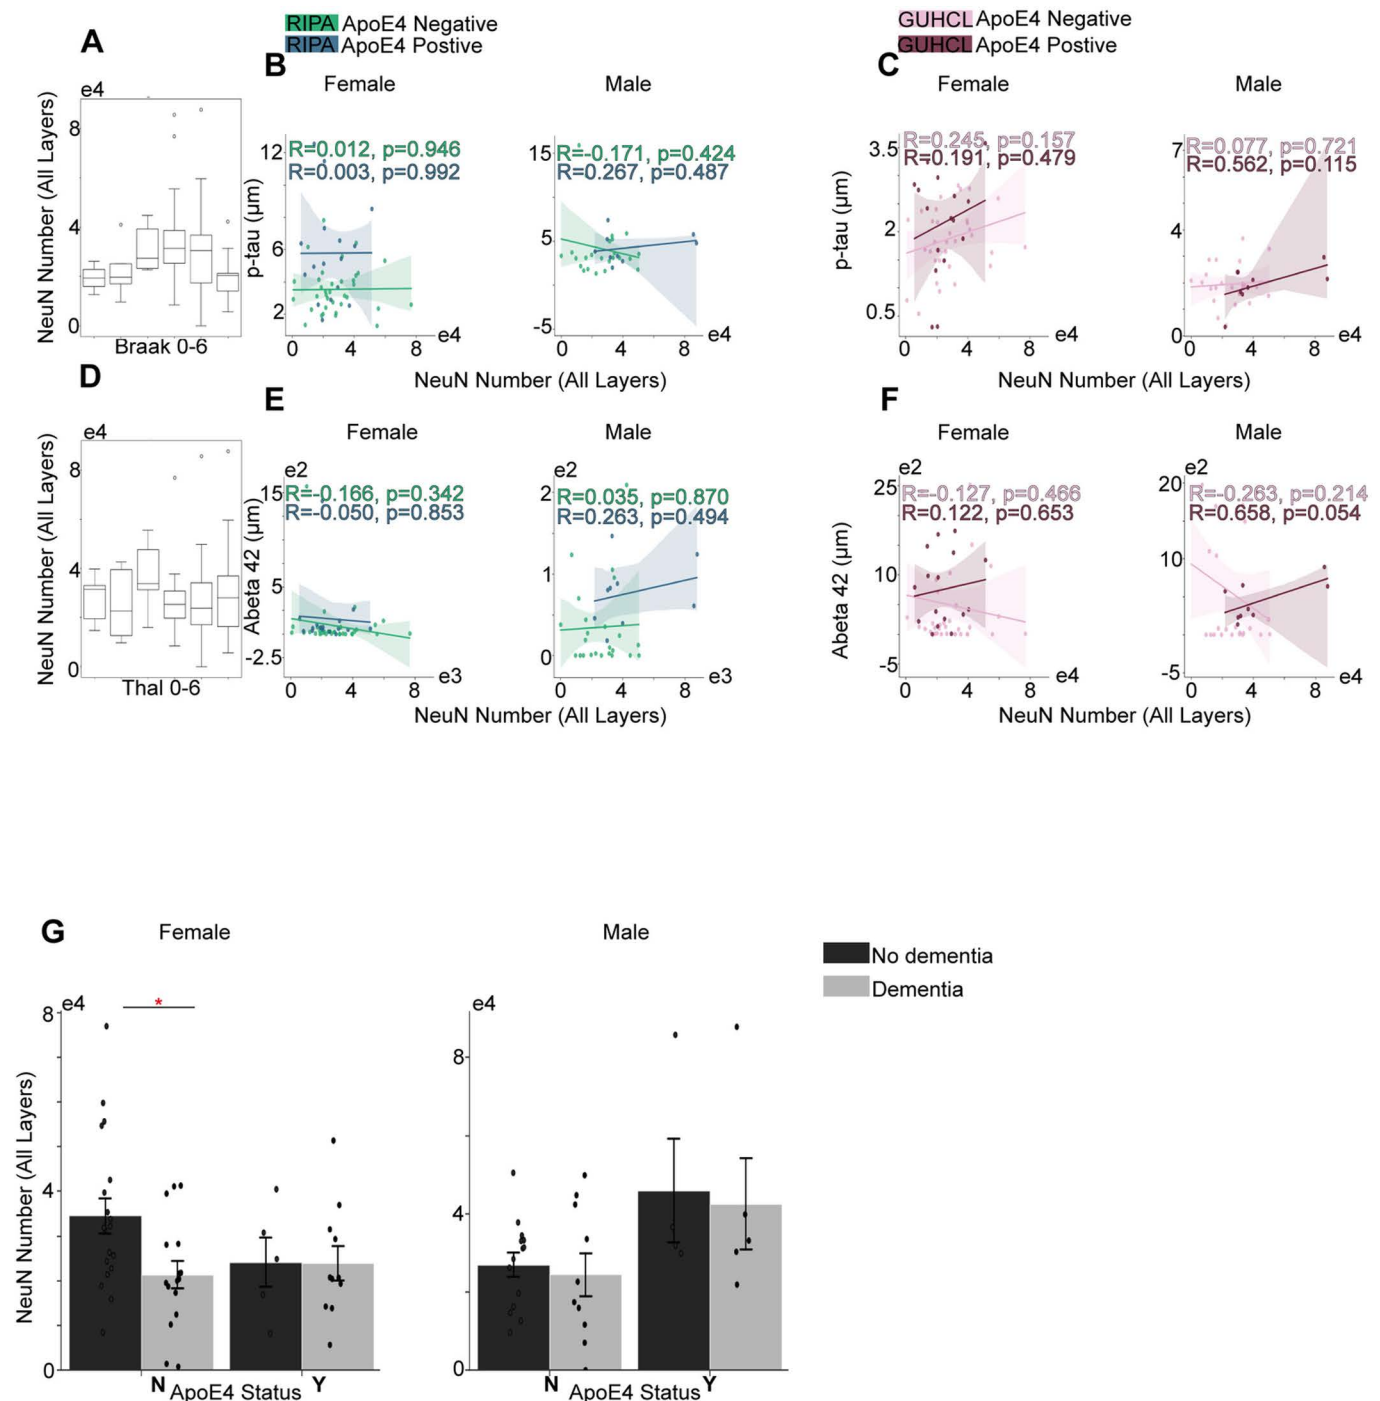 RIPA ApoE4 Negative
RIPA ApoE4 Postive
GUHCL ApoE4 Negative
GUHCL ApoE4 Postive
A
e4
NeuN Number (All Layers)
8
4
0
Braak 0-6
B
Female
Male
p-tau (µm)
12
6
2
R=0.012, p=0.946
R=0.003, p=0.992
0 4 8
e4
15
5
-5
R=-0.171, p=0.424
R=0.267, p=0.487
0 4 8
e4
NeuN Number (All Layers)
C
Female
Male
p-tau (µm)
3.5
2
0.5
R=0.245, p=0.157
R=0.191, p=0.479
0 4 8
e4
7
4
0
R=0.077, p=0.721
R=0.562, p=0.115
0 4 8
e4
NeuN Number (All Layers)
D
e4
NeuN Number (All Layers)
8
4
0
Thal 0-6
E
Female
Male
e2
Abeta 42 (µm)
15
5
-2.5
R=-0.166, p=0.342
R=-0.050, p=0.853
0 4 8
e3
e2
2
1
0
R=0.035, p=0.870
R=0.263, p=0.494
0 4 8
e3
NeuN Number (All Layers)
F
Female
Male
e2
Abeta 42 (µm)
25
10
-5
R=-0.127, p=0.466
R=0.122, p=0.653
0 4 8
e4
e2
20
10
-5
R=-0.263, p=0.214
R=0.658, p=0.054
0 4 8
e4
NeuN Number (All Layers)
G
Female
Male
No dementia
Dementia
NeuN Number (All Layers)
e4
*
8
4
0
N ApoE4 Status Y
e4
8
4
0
N ApoE4 Status Y